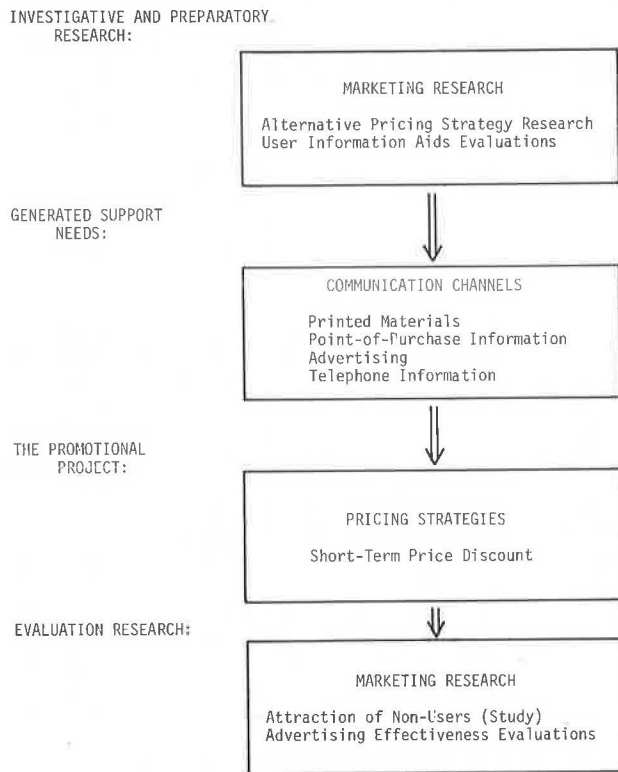 INVESTIGATIVE AND PREPARATORY
RESEARCH:
MARKETING RESEARCH
Alternative Pricing Strategy Research
User Information Aids Evaluations
GENERATED SUPPORT
NEEDS:
COMMUNICATION CHANNELS
Printed Materials
Point-of-Purchase Information
Advertising
Telephone Information
THE PROMOTIONAL
PROJECT:
PRICING STRATEGIES
Short-Term Price Discount
EVALUATION RESEARCH:
MARKETING RESEARCH
Attraction of Non-Users (Study)
Advertising Effectiveness Evaluations